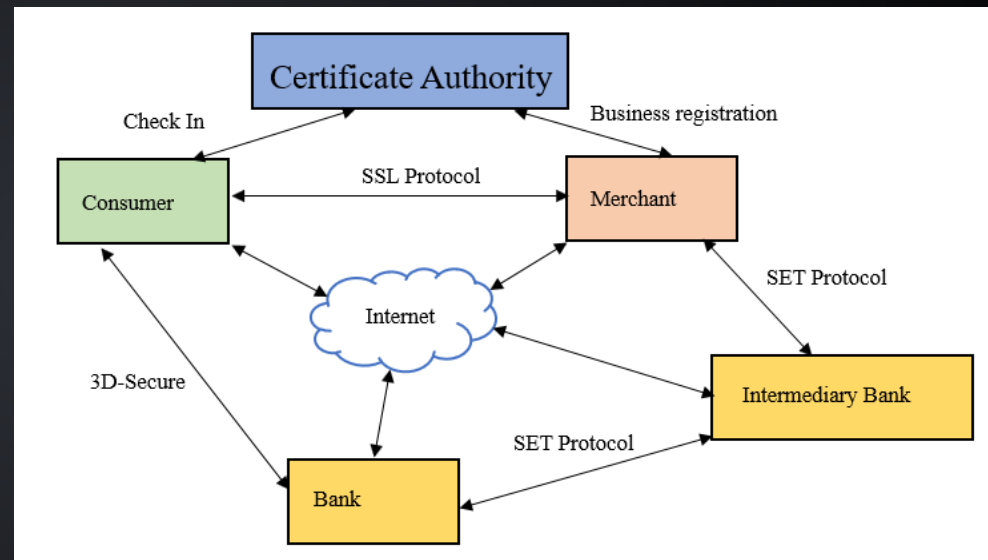 Certificate Authority
Check In
Business registration
SSL Protocol
Consumer
Merchant
SET Protocol
Internet
3D-Secure
Intermediary Bank
SET Protocol
Bank